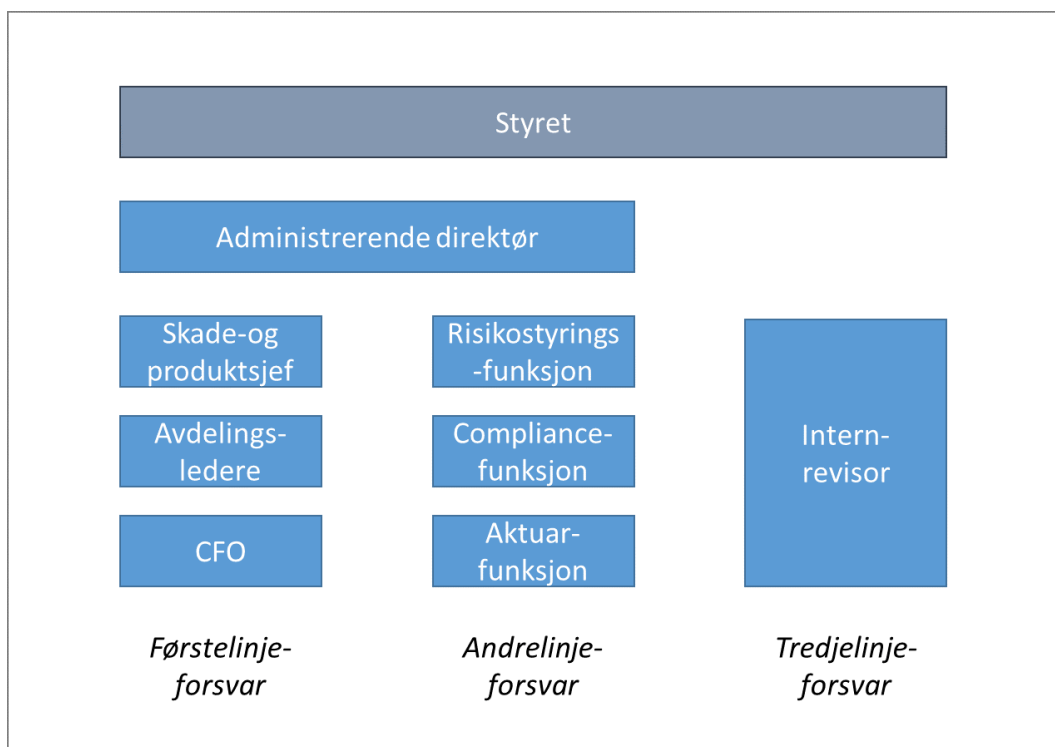 Styret
Administrerende direktør
Skade-og
produktsjef
Risikostyrings
-funksjon
Avdelings-
ledere
Compliance-
funksjon
Intern-
revisor
CFO
Aktuar-
funksjon
Førstelinje-
forsvar
Andrelinje-
forsvar
Tredjelinje-
forsvar